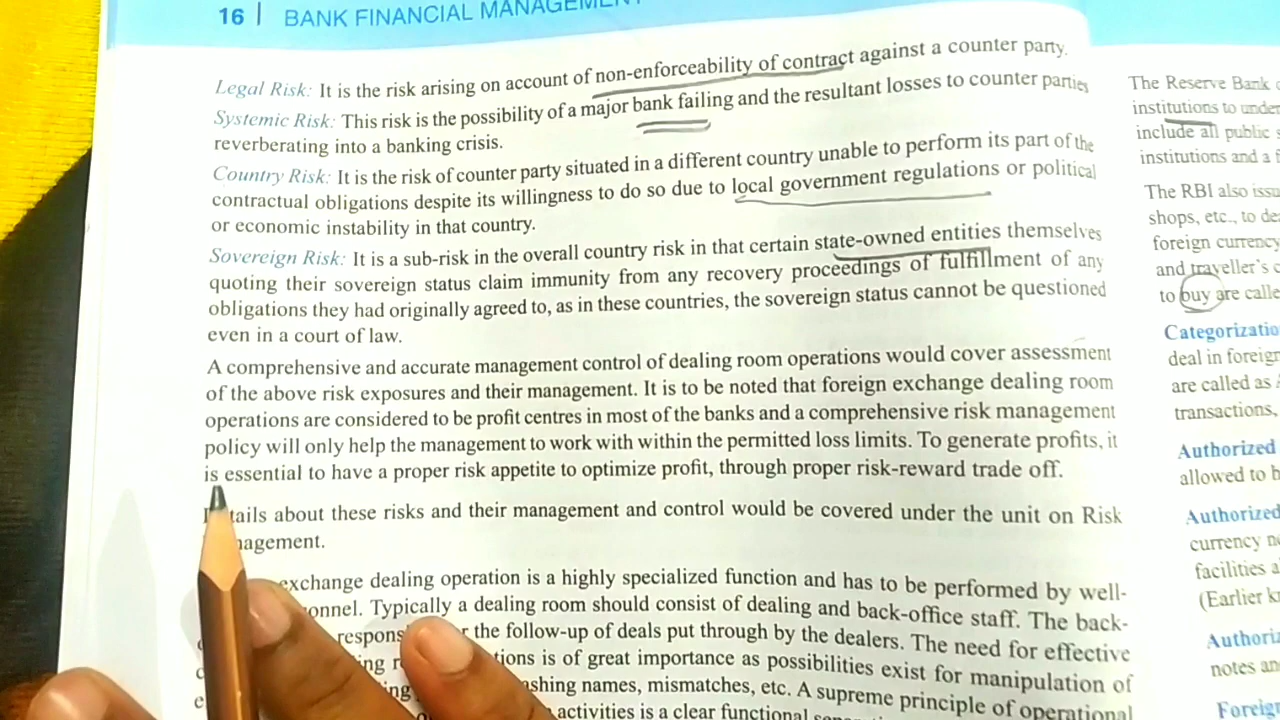 16 | BANK FINANCIAL MANAGEMENT
Legal Risk: It is the risk arising on account of non-enforceability of contract against a counter party.
Systemic Risk: This risk is the possibility of a major bank failing and the resultant losses to counter parties
reverberating into a banking crisis.
Country Risk: It is the risk of counter party situated in a different country unable to perform its part of the
contractual obligations despite its willingness to do so due to local government regulations or political
or economic instability in that country.
Sovereign Risk: It is a sub-risk in the overall country risk in that certain state-owned entities themselves
quoting their sovereign status claim immunity from any recovery proceedings of fulfillment of any
obligations they had originally agreed to, as in these countries, the sovereign status cannot be questioned
even in a court of law.
A comprehensive and accurate management control of dealing room operations would cover assessment
of the above risk exposures and their management. It is to be noted that foreign exchange dealing room
operations are considered to be profit centres in most of the banks and a comprehensive risk management
policy will only help the management to work with within the permitted loss limits. To generate profits, it
is essential to have a proper risk appetite to optimize profit, through proper risk-reward trade off.
about these risks and their management and control would be covered under the unit on Risk
exchange dealing operation is a highly specialized function and has to be performed by well-
Typically a dealing room should consist of dealing and back-office staff. The back-
the follow-up of deals put through by the dealers. The need for effective
is of great importance as possibilities exist for manipulation of
names, mismatches, etc. A supreme principle of operational
activities is a clear functional
The Reserve Bank
institutions to
include all public
institutions and a
The RBI also
shops, etc., to
foreign currency
and traveller's
to buy are
deal in
are called as
transactions,
Authorized
allowed to
Authorized
currency
facilities
(Earlier
notes